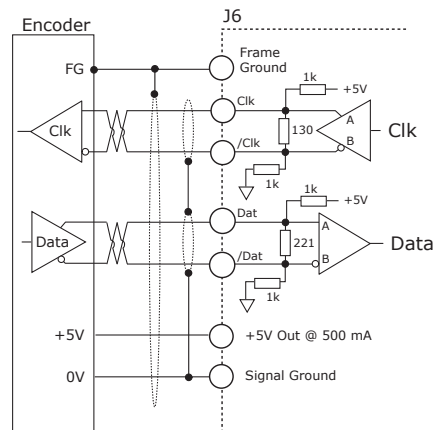 J6
Encoder
FG
Frame
Ground
1k
+5V
Clk
Clk
A
130
B
Clk
/Clk
1k
1k
+5V
Dat
Data
A
221
B
Data
/Dat
1k
+5V
+5V Out @ 500 mA
0V
Signal Ground